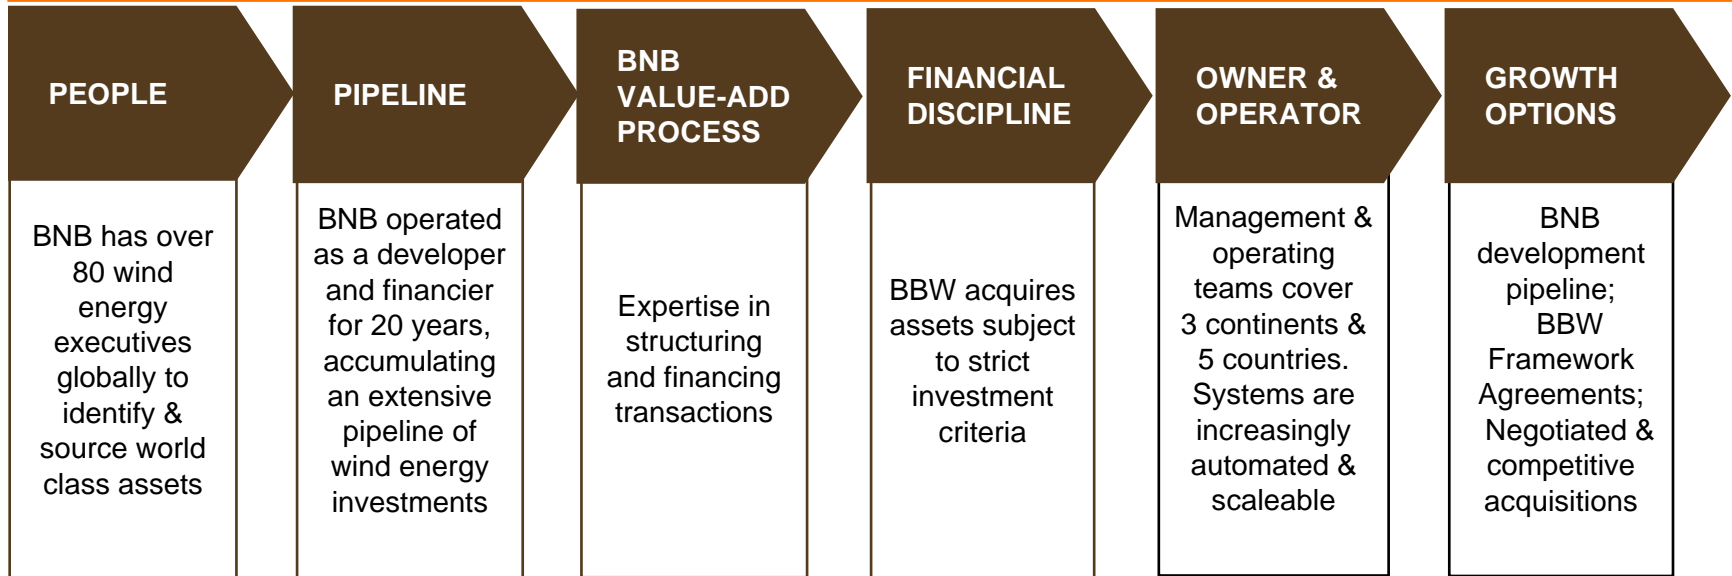 PEOPLE
BNB has over
80 wind
energy
executives
globally to
identify &
source world
class assets
PIPELINE
BNB operated
as a developer
and financier
for 20 years,
accumulating
an extensive
pipeline of
wind energy
investments
BNB
VALUE-ADD
PROCESS
Expertise in
structuring
and financing
transactions
FINANCIAL
DISCIPLINE
BBW acquires
assets subject
to strict
investment
criteria
OWNER &
OPERATOR
Management &
operating
teams cover
3 continents &
5 countries.
Systems are
increasingly
automated &
scaleable
GROWTH
OPTIONS
BNB
development
pipeline;
BBW
Framework
Agreements;
Negotiated &
competitive
acquisitions